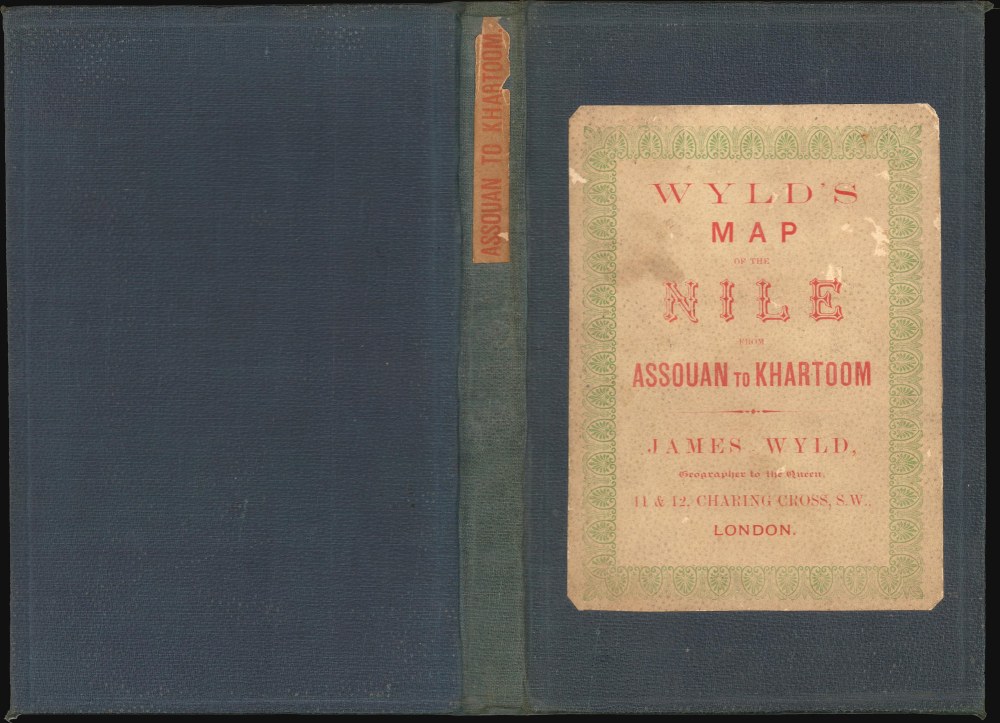 ASSOUAN TO KHARTOOM.
WYLD'S
MAP
OF THE
NILE
FROM
ASSOUAN TO KHARTOOM
JAMES WYLD,
Geographer to the Queen,
11 & 12, CHARING CROSS, S.W.,
LONDON.